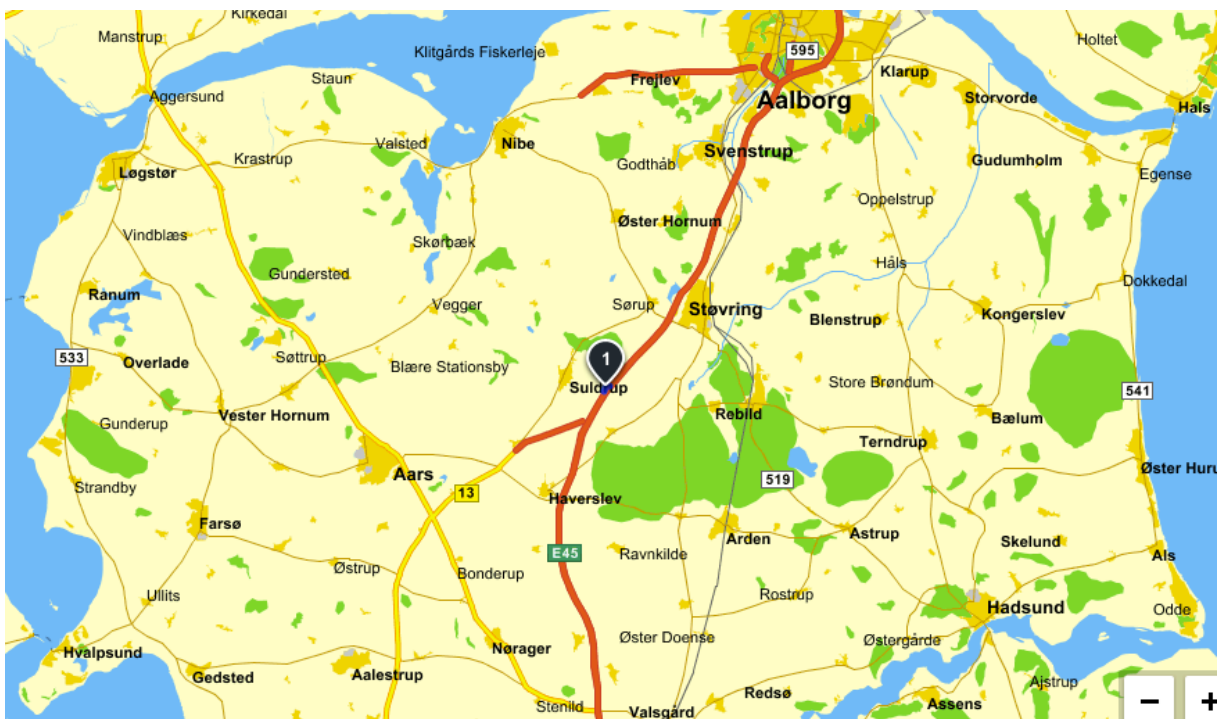 Kirkedal
Manstrup
Holtet
Klitgårds Fiskerleje
595
Staun
Frejlev
Klarup
Aggersund
Aalborg
Storvorde
Hals
Valsted
Nibe
Krastrup
Svenstrup
Løgstør
Godthåb
Gudumholm
Egense
Oppelstrup
Øster Hornum
Vindblæs
Skørbæk
Håls
Gundersted
Dokkedal
Ranum
Vegger
Sørup
Støvring
Blenstrup
Kongerslev
533
Overlade
Søttrup
1
Blære Stationsby
Suldrup
Store Brøndum
541
Gunderup
Vester Hornum
Rebild
Bælum
Terndrup
Aars
Øster Huru
Strandby
13
519
Haverslev
Farsø
Arden
Astrup
Skelund
E45
Ravnkilde
Als
Østrup
Bonderup
Ullits
Rostrup
Hadsund
Odde
Øster Doense
Østergårde
Hvalpsund
Nørager
Gedsted
Aalestrup
Redsø
Ajstrup
Stenild
Valsgård
Assens
− +